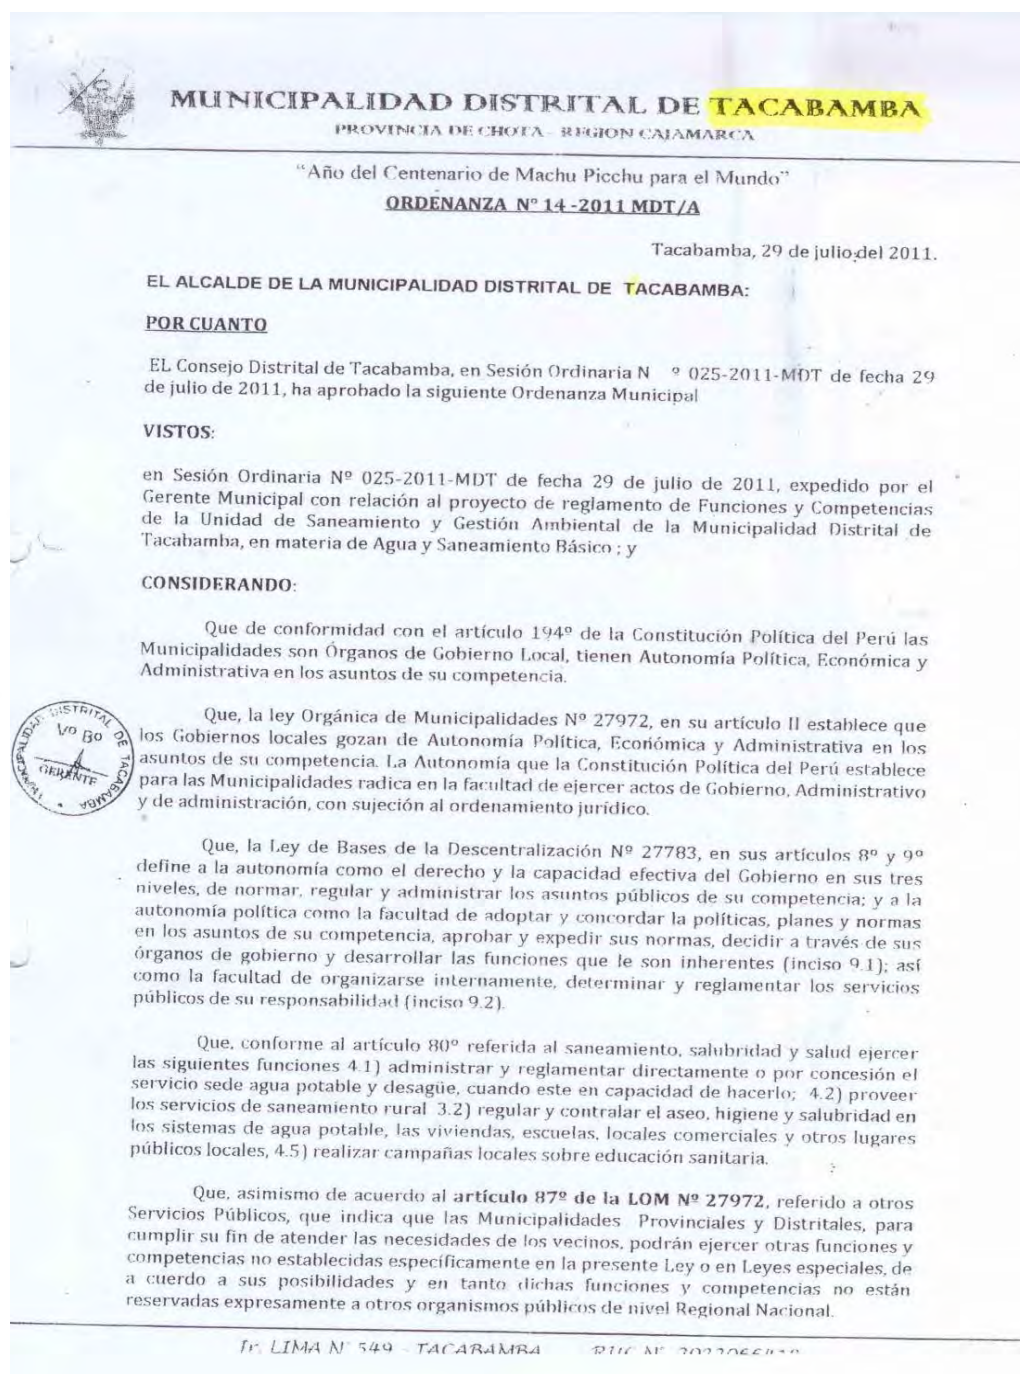 MUNICIPALIDAD DISTRITAL DE TACABAMBA
PROVINCIA DE CHOTA - REGION CAJAMARCA
“Año del Centenario de Machu Picchu para el Mundo”
ORDENANZA Nº 14 -2011 MDT/A
Tacabamba, 29 de julio del 2011.
EL ALCALDE DE LA MUNICIPALIDAD DISTRITAL DE TACABAMBA:
POR CUANTO
EL Consejo Distrital de Tacabamba, en Sesión Ordinaria N º 025-2011-MDT de fecha 29
de julio de 2011, ha aprobado la siguiente Ordenanza Municipal
VISTOS:
en Sesión Ordinaria Nº 025-2011-MDT de fecha 29 de julio de 2011, expedido por el
Gerente Municipal con relación al proyecto de reglamento de Funciones y Competencias
de la Unidad de Saneamiento y Gestión Ambiental de la Municipalidad Distrital de
Tacabamba, en materia de Agua y Saneamiento Básico ; y
CONSIDERANDO:
Que de conformidad con el artículo 194º de la Constitución Política del Perú las
Municipalidades son Órganos de Gobierno Local, tienen Autonomía Política, Económica y
Administrativa en los asuntos de su competencia.
Que, la ley Orgánica de Municipalidades Nº 27972, en su artículo II establece que
los Gobiernos locales gozan de Autonomía Política, Económica y Administrativa en los
asuntos de su competencia. La Autonomía que la Constitución Política del Perú establece
para las Municipalidades radica en la facultad de ejercer actos de Gobierno, Administrativo
y de administración, con sujeción al ordenamiento jurídico.
MUNICIPALIDAD DISTRITAL DE TACABAMBA
Vº Bº
GERENTE
Que, la Ley de Bases de la Descentralización Nº 27783, en sus artículos 8º y 9º
define a la autonomía como el derecho y la capacidad efectiva del Gobierno en sus tres
niveles, de normar, regular y administrar los asuntos públicos de su competencia; y a la
autonomía política como la facultad de adoptar y concordar la políticas, planes y normas
en los asuntos de su competencia, aprobar y expedir sus normas, decidir a través de sus
órganos de gobierno y desarrollar las funciones que le son inherentes (inciso 9.1); así
como la facultad de organizarse internamente, determinar y reglamentar los servicios
públicos de su responsabilidad (inciso 9.2).
Que, conforme al artículo 80º referida al saneamiento, salubridad y salud ejercer
las siguientes funciones 4.1) administrar y reglamentar directamente o por concesión el
servicio sede agua potable y desagüe, cuando este en capacidad de hacerlo; 4.2) proveer
los servicios de saneamiento rural 3.2) regular y contralar el aseo, higiene y salubridad en
los sistemas de agua potable, las viviendas, escuelas, locales comerciales y otros lugares
públicos locales, 4.5) realizar campañas locales sobre educación sanitaria.
Que, asimismo de acuerdo al artículo 87º de la LOM Nº 27972, referido a otros
Servicios Públicos, que indica que las Municipalidades Provinciales y Distritales, para
cumplir su fin de atender las necesidades de los vecinos, podrán ejercer otras funciones y
competencias no establecidas específicamente en la presente Ley o en Leyes especiales, de
a cuerdo a sus posibilidades y en tanto dichas funciones y competencias no están
reservadas expresamente a otros organismos públicos de nivel Regional Nacional.
Jr. LIMA Nº 549 - TACABAMBA RUC Nº